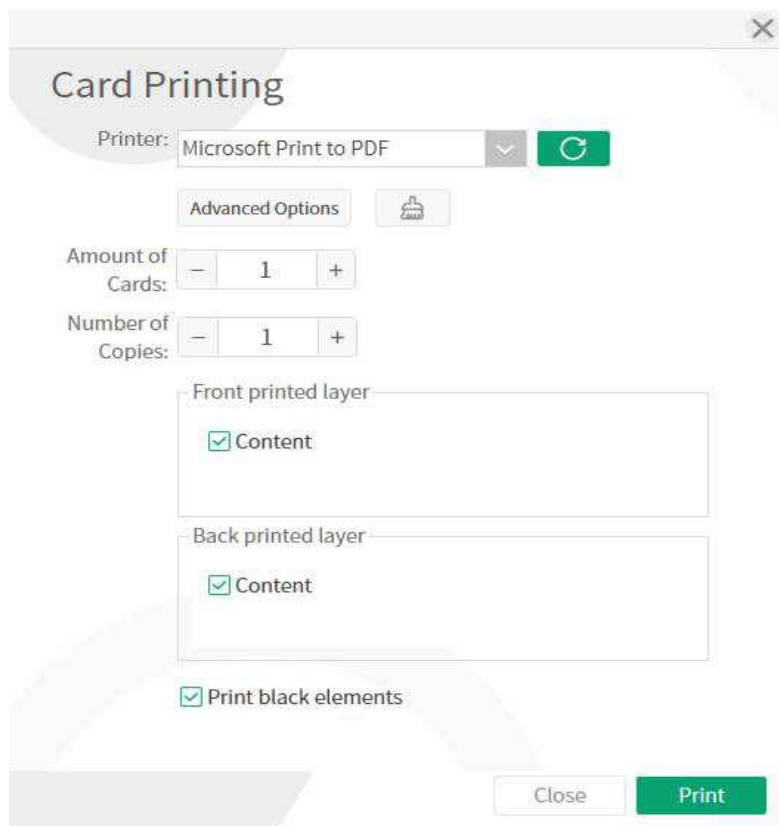 Card Printing
Printer:
Microsoft Print to PDF
Advanced Options
Amount of
Cards:
− 1 +
Number of
Copies:
− 1 +
Front printed layer
Content
Back printed layer
Content
Print black elements
Close
Print